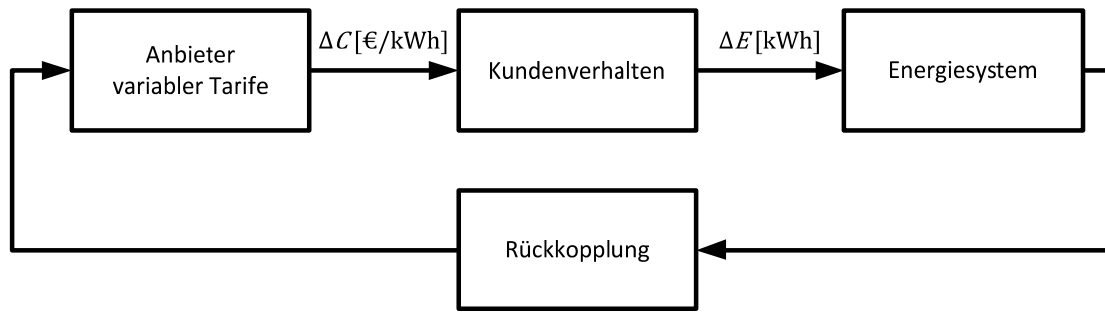 Anbieter
variabler Tarife
ΔC[€/kWh]
Kundenverhalten
ΔE[kWh]
Energiesystem
Rückkopplung